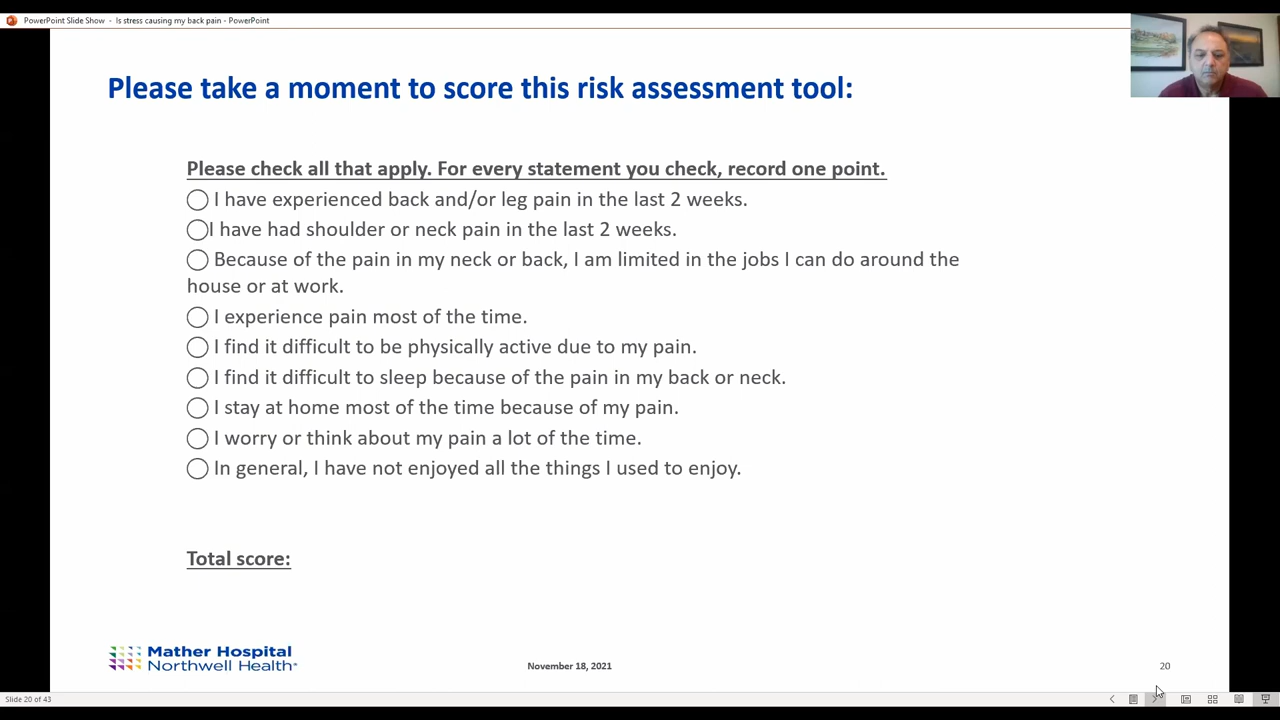 PowerPoint Slide Show - Is stress causing my back pain - PowerPoint
Please take a moment to score this risk assessment tool:
Please check all that apply. For every statement you check, record one point.
I have experienced back and/or leg pain in the last 2 weeks.
I have had shoulder or neck pain in the last 2 weeks.
Because of the pain in my neck or back, I am limited in the jobs I can do around the
house or at work.
I experience pain most of the time.
I find it difficult to be physically active due to my pain.
I find it difficult to sleep because of the pain in my back or neck.
I stay at home most of the time because of my pain.
I worry or think about my pain a lot of the time.
In general, I have not enjoyed all the things I used to enjoy.
Total score:
Mather Hospital
Northwell Health®
November 18, 2021
20
Slide 20 of 43